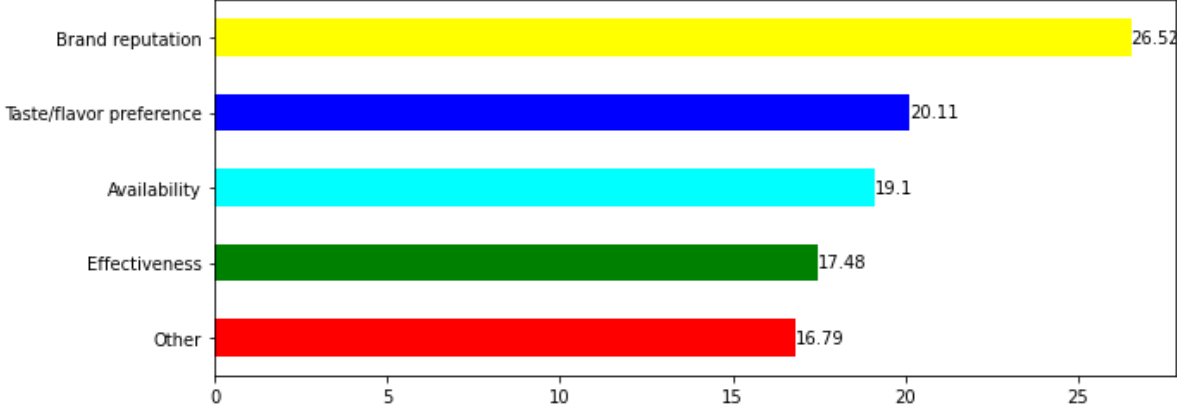 Brand reputation 26.52
Taste/flavor preference 20.11
Availability 19.1
Effectiveness 17.48
Other 16.79
0 5 10 15 20 25